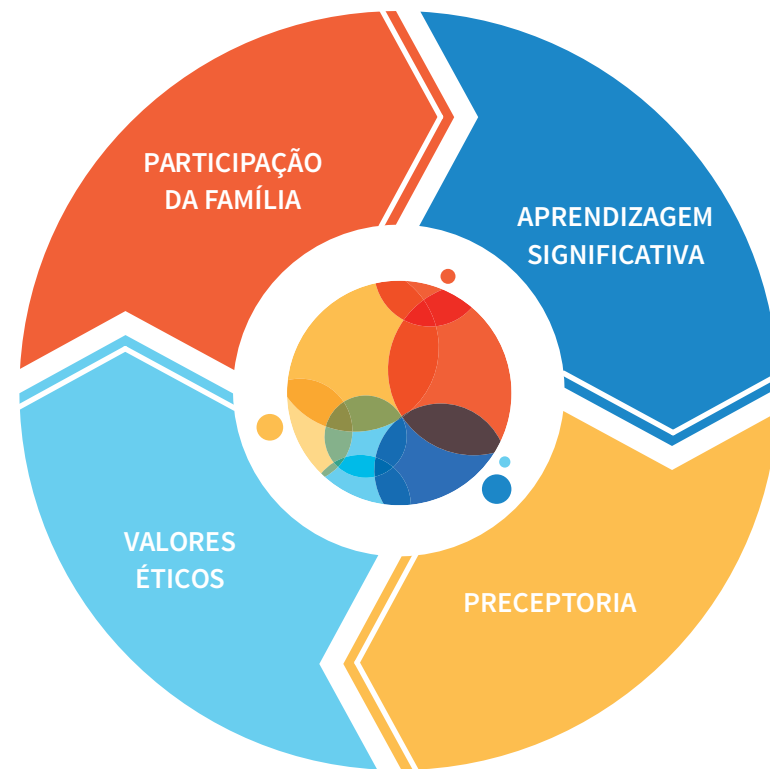 PARTICIPAÇÃO
DA FAMÍLIA
APRENDIZAGEM
SIGNIFICATIVA
VALORES
ÉTICOS
PRECEPTORIA